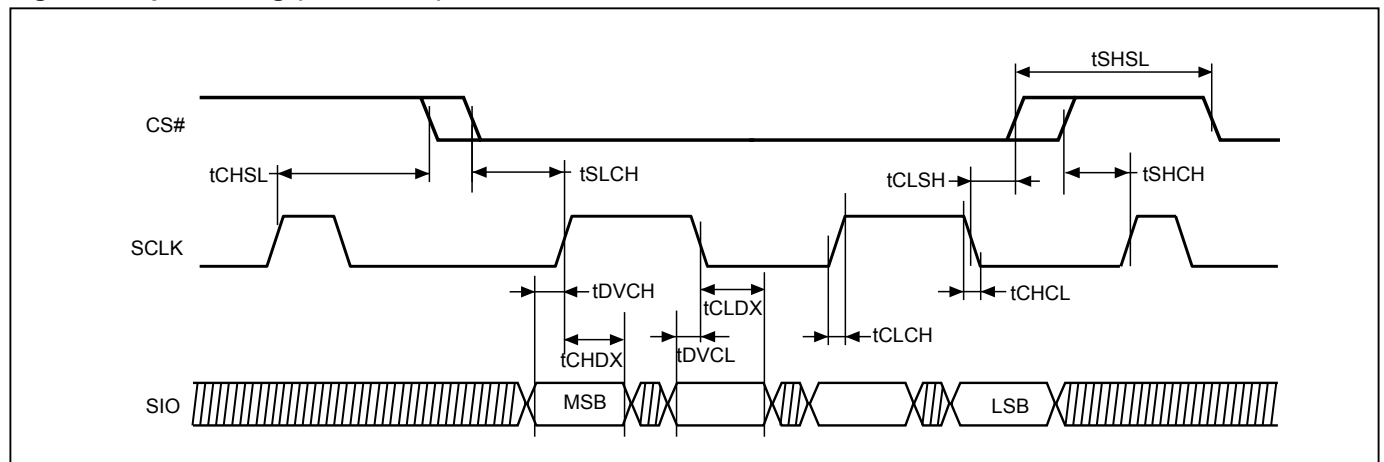 tSHSL
CS#
tCHSL
tSLCH
tCLSH
tSHCH
SCLK
tDVCH
tCLDX
tCHCL
tCHDX
tDVCL
tCLCH
SIO
MSB
LSB